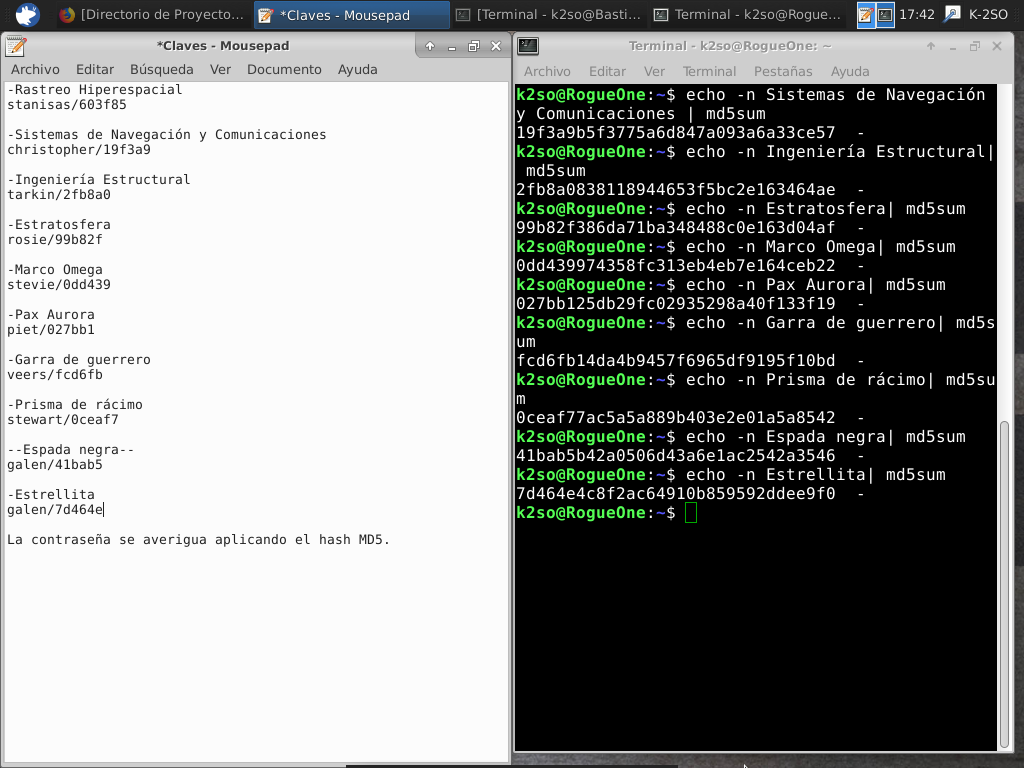 [Directorio de Proyecto...
*Claves - Mousepad
[Terminal - k2so@Basti...
Terminal - k2so@Rogue...
17:42
K-2SO
*Claves - Mousepad
Archivo Editar Búsqueda Ver Documento Ayuda
-Rastreo Hiperespacial
stanisas/603f85
-Sistemas de Navegación y Comunicaciones
christopher/19f3a9
-Ingeniería Estructural
tarkin/2fb8a0
-Estratosfera
rosie/99b82f
-Marco Omega
stevie/0dd439
-Pax Aurora
piet/027bb1
-Garra de guerrero
veers/fcd6fb
-Prisma de rácimo
stewart/0ceaf7
--Espada negra--
galen/41bab5
-Estrellita
galen/7d464e
La contraseña se averigua aplicando el hash MD5.
Terminal - k2so@RogueOne: ~
Archivo Editar Ver Terminal Pestañas Ayuda
k2so@RogueOne:~$ echo -n Sistemas de Navegación
y Comunicaciones | md5sum
19f3a9b5f3775a6d847a093a6a33ce57  -
k2so@RogueOne:~$ echo -n Ingeniería Estructural|
 md5sum
2fb8a0838118944653f5bc2e163464ae  -
k2so@RogueOne:~$ echo -n Estratosfera| md5sum
99b82f386da71ba348488c0e163d04af  -
k2so@RogueOne:~$ echo -n Marco Omega| md5sum
0dd439974358fc313eb4eb7e164ceb22  -
k2so@RogueOne:~$ echo -n Pax Aurora| md5sum
027bb125db29fc02935298a40f133f19  -
k2so@RogueOne:~$ echo -n Garra de guerrero| md5s
um
fcd6fb14da4b9457f6965df9195f10bd  -
k2so@RogueOne:~$ echo -n Prisma de rácimo| md5su
m
0ceaf77ac5a5a889b403e2e01a5a8542  -
k2so@RogueOne:~$ echo -n Espada negra| md5sum
41bab5b42a0506d43a6e1ac2542a3546  -
k2so@RogueOne:~$ echo -n Estrellita| md5sum
7d464e4c8f2ac64910b859592ddee9f0  -
k2so@RogueOne:~$